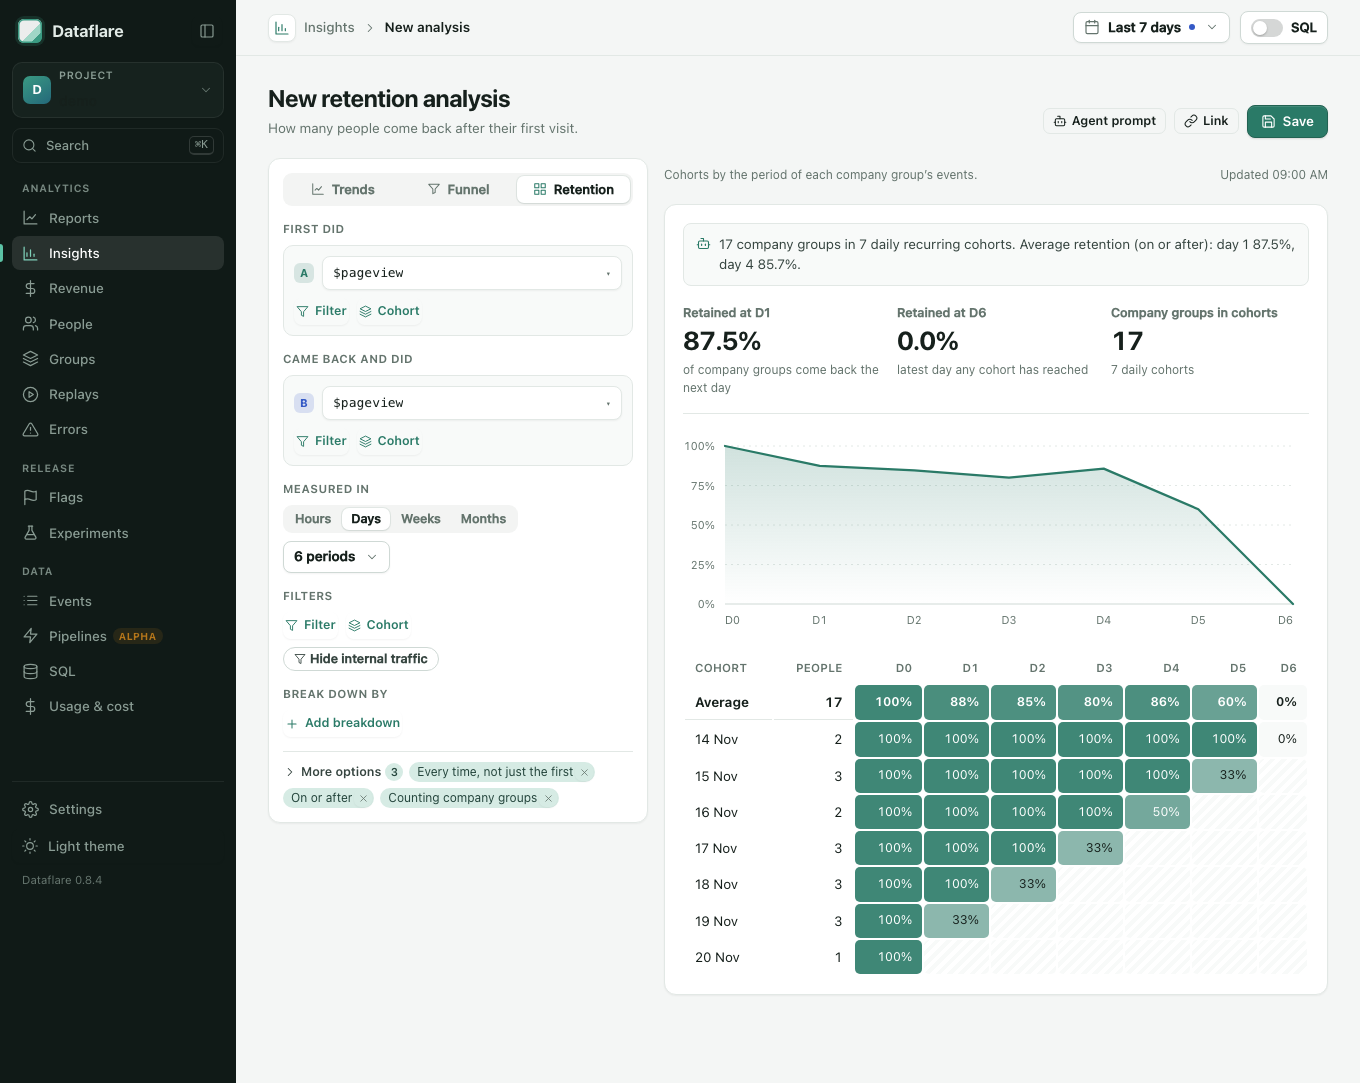 Dataflare
PROJECT
D
Search ⌘K
ANALYTICS
Reports
Insights
Revenue
People
Groups
Replays
Errors
RELEASE
Flags
Experiments
DATA
Events
Pipelines ALPHA
SQL
Usage & cost
Settings
Light theme
Dataflare 0.8.4
Insights > New analysis
Last 7 days
SQL
New retention analysis
How many people come back after their first visit.
Agent prompt
Link
Save
Trends
Funnel
Retention
FIRST DID
A $pageview
Filter Cohort
CAME BACK AND DID
B $pageview
Filter Cohort
MEASURED IN
Hours Days Weeks Months
6 periods
FILTERS
Filter Cohort
Hide internal traffic
BREAK DOWN BY
+ Add breakdown
> More options 3 Every time, not just the first ×
On or after × Counting company groups ×
Cohorts by the period of each company group's events.
Updated 09:00 AM
17 company groups in 7 daily recurring cohorts. Average retention (on or after): day 1 87.5%,
day 4 85.7%.
Retained at D1
87.5%
of company groups come back the
next day
Retained at D6
0.0%
latest day any cohort has reached
Company groups in cohorts
17
7 daily cohorts
100%
75%
50%
25%
0%
D0 D1 D2 D3 D4 D5 D6
COHORT PEOPLE D0 D1 D2 D3 D4 D5 D6
Average 17 100% 88% 85% 80% 86% 60% 0%
14 Nov 2 100% 100% 100% 100% 100% 100% 0%
15 Nov 3 100% 100% 100% 100% 100% 33%
16 Nov 2 100% 100% 100% 100% 50%
17 Nov 3 100% 100% 100% 33%
18 Nov 3 100% 100% 33%
19 Nov 3 100% 33%
20 Nov 1 100%